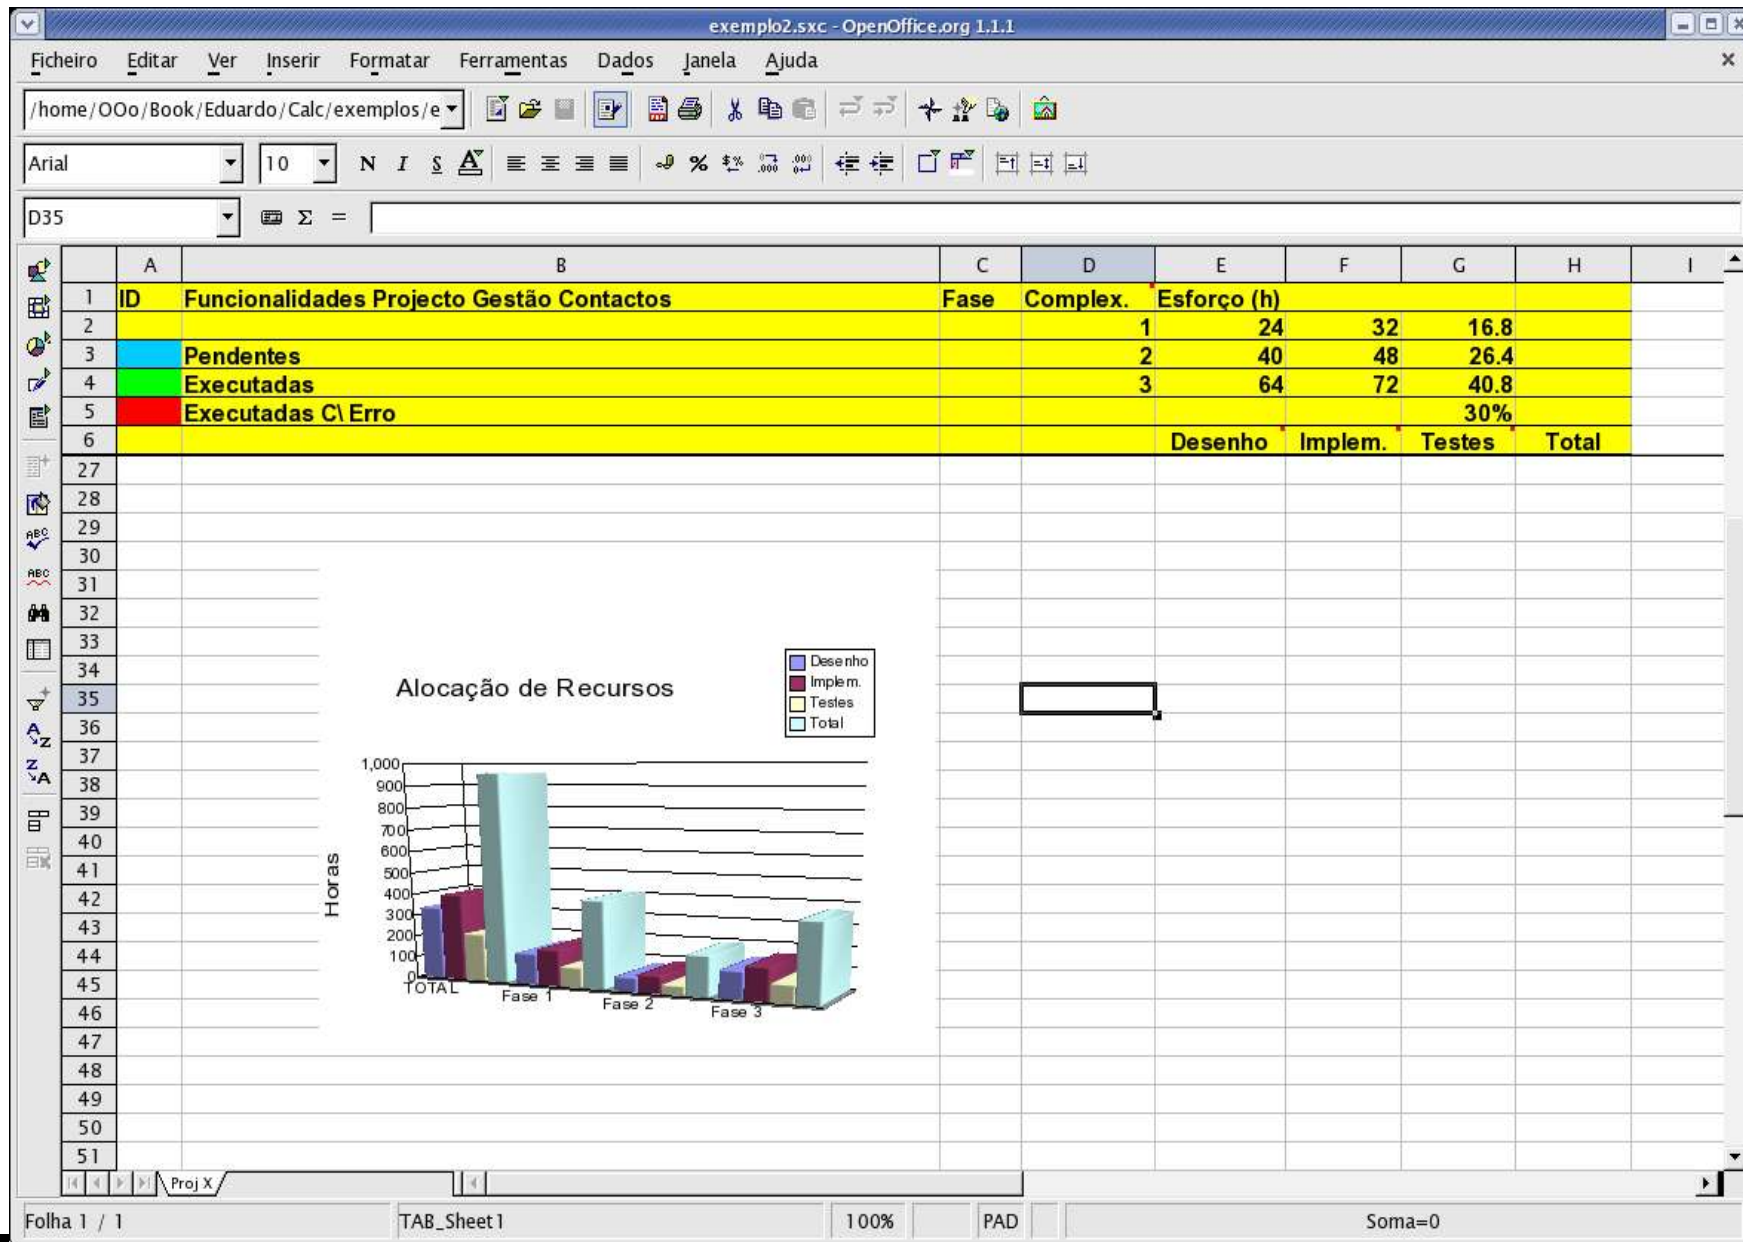 exemplo2.sxc - OpenOffice.org 1.1.1
Ficheiro Editar Ver Inserir Formatar Ferramentas Dados Janela Ajuda
/home/OOo/Book/Eduardo/Calc/exemplos/e
Arial 10 N I S A % $% .000 .000
D35 Σ =
A B C D E F G H I
1 ID Funcionalidades Projecto Gestão Contactos Fase Complex. Esforço (h)
2 1 24 32 16.8
3 Pendentes 2 40 48 26.4
4 Executadas 3 64 72 40.8
5 Executadas C\ Erro 30%
6 Desenho Implem. Testes Total
27
28
29
30
31
32
33
34
35
36
37
38
39
40
41
42
43
44
45
46
47
48
49
50
51
ABC
ABC
A Z
Z A
Alocação de Recursos
Desenho
Implem.
Testes
Total
Horas
1,000
900
800
700
600
500
400
300
200
100
0
TOTAL Fase 1 Fase 2 Fase 3
Proj X
Folha 1 / 1 TAB_Sheet1 100% PAD Soma=0